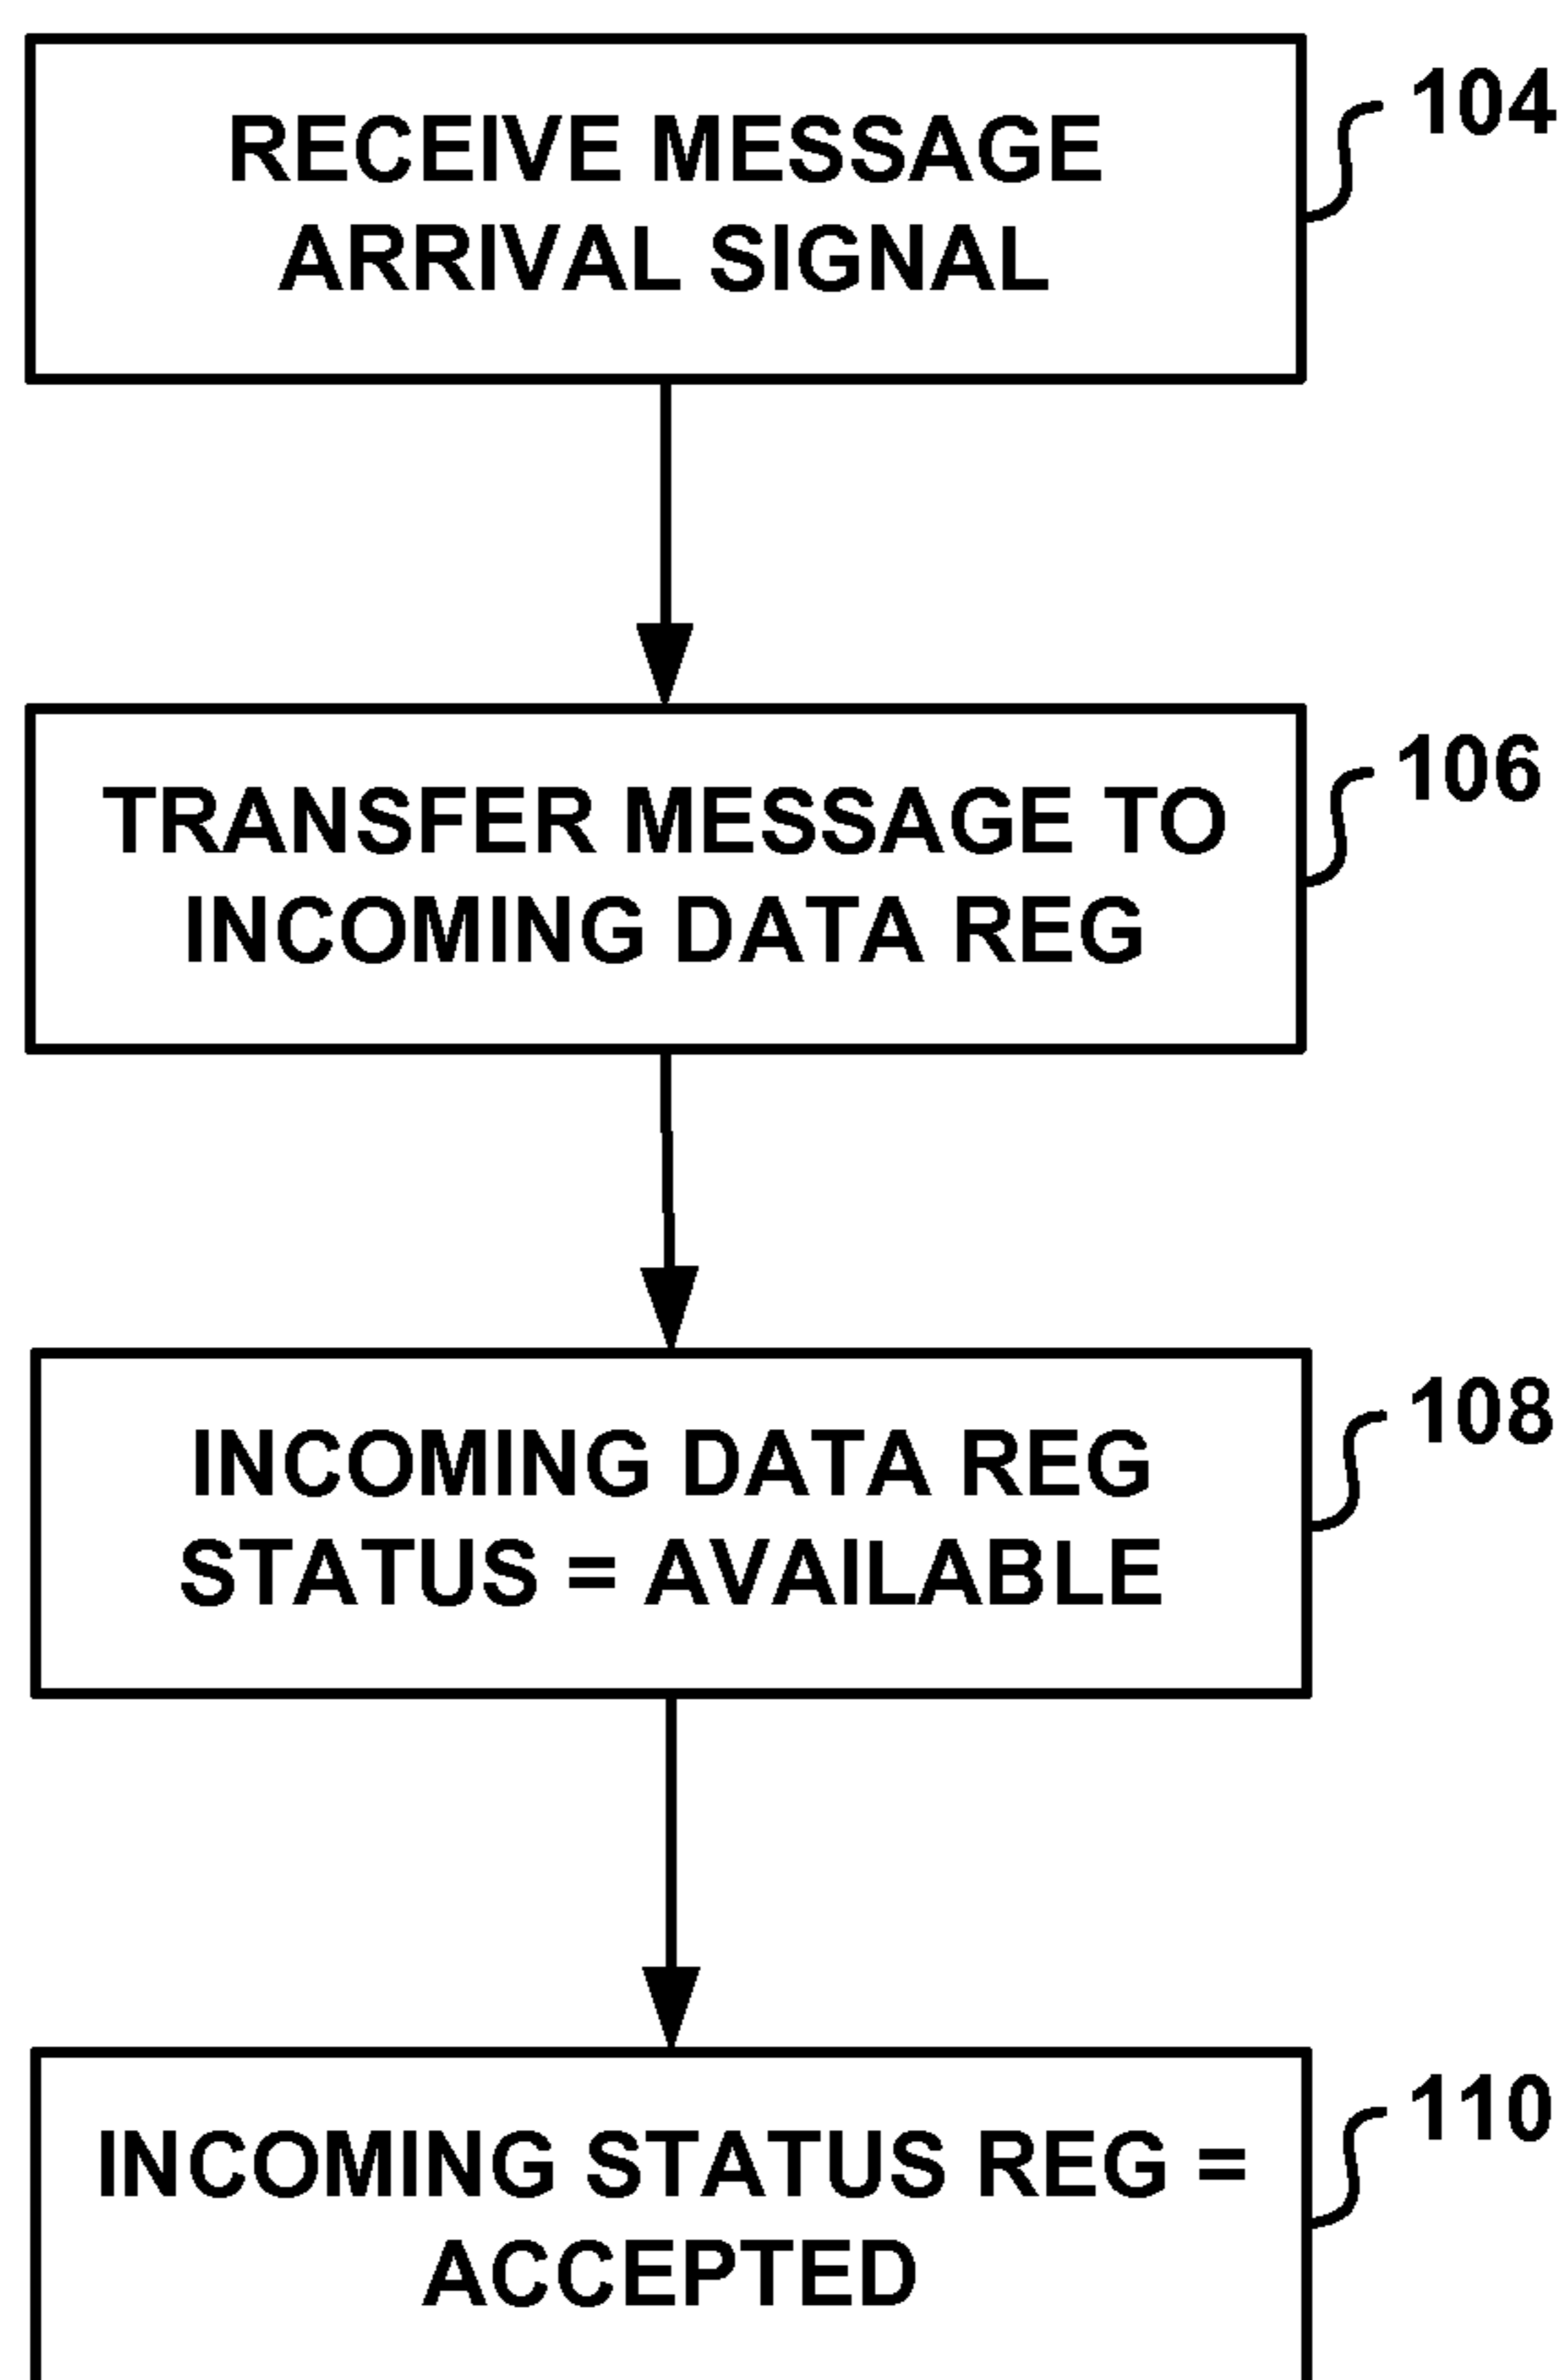 RECEIVE MESSAGE
ARRIVAL SIGNAL
104
TRANSFER MESSAGE TO
INCOMING DATA REG
106
INCOMING DATA REG
STATUS = AVAILABLE
108
INCOMING STATUS REG =
ACCEPTED
110